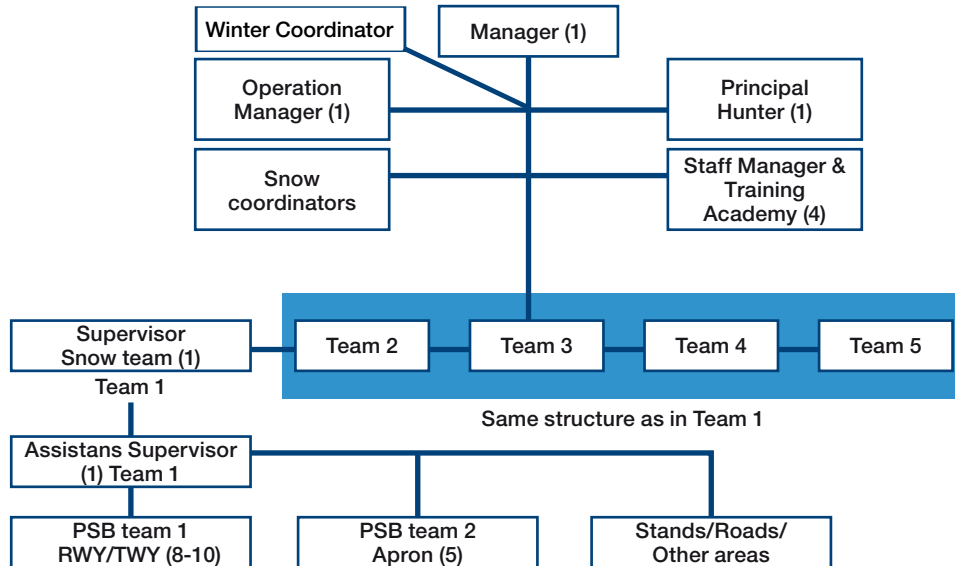 Winter Coordinator
Manager (1)
Operation
Manager (1)
Principal
Hunter (1)
Snow
coordinators
Staff Manager &
Training
Academy (4)
Supervisor
Snow team (1)
Team 1
Team 2
Team 3
Team 4
Team 5
Same structure as in Team 1
Assistans Supervisor
(1) Team 1
PSB team 1
RWY/TWY (8-10)
PSB team 2
Apron (5)
Stands/Roads/
Other areas